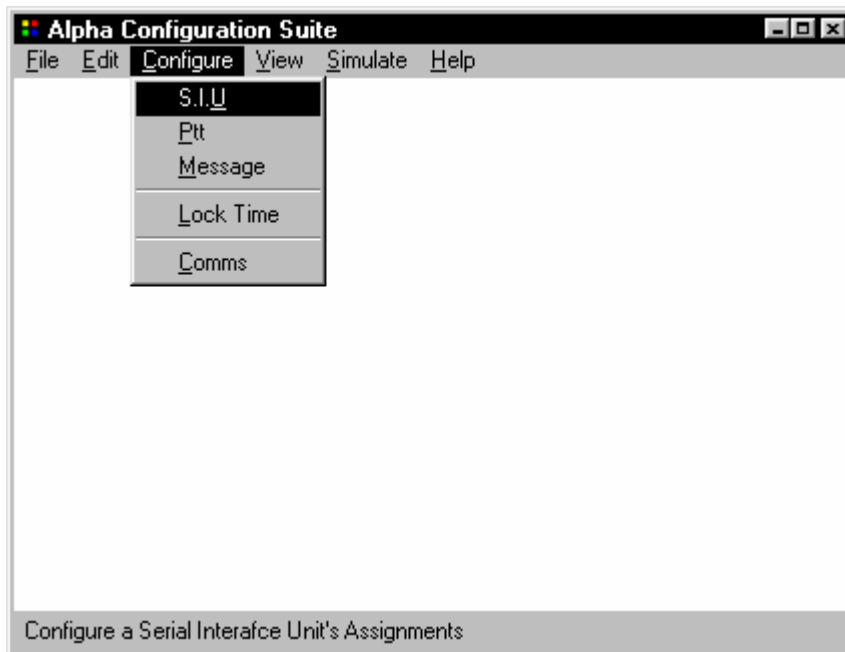 Alpha Configuration Suite
File Edit Configure View Simulate Help
S.I.U
Ptt
Message
Lock Time
Comms
Configure a Serial Interafce Unit's Assignments